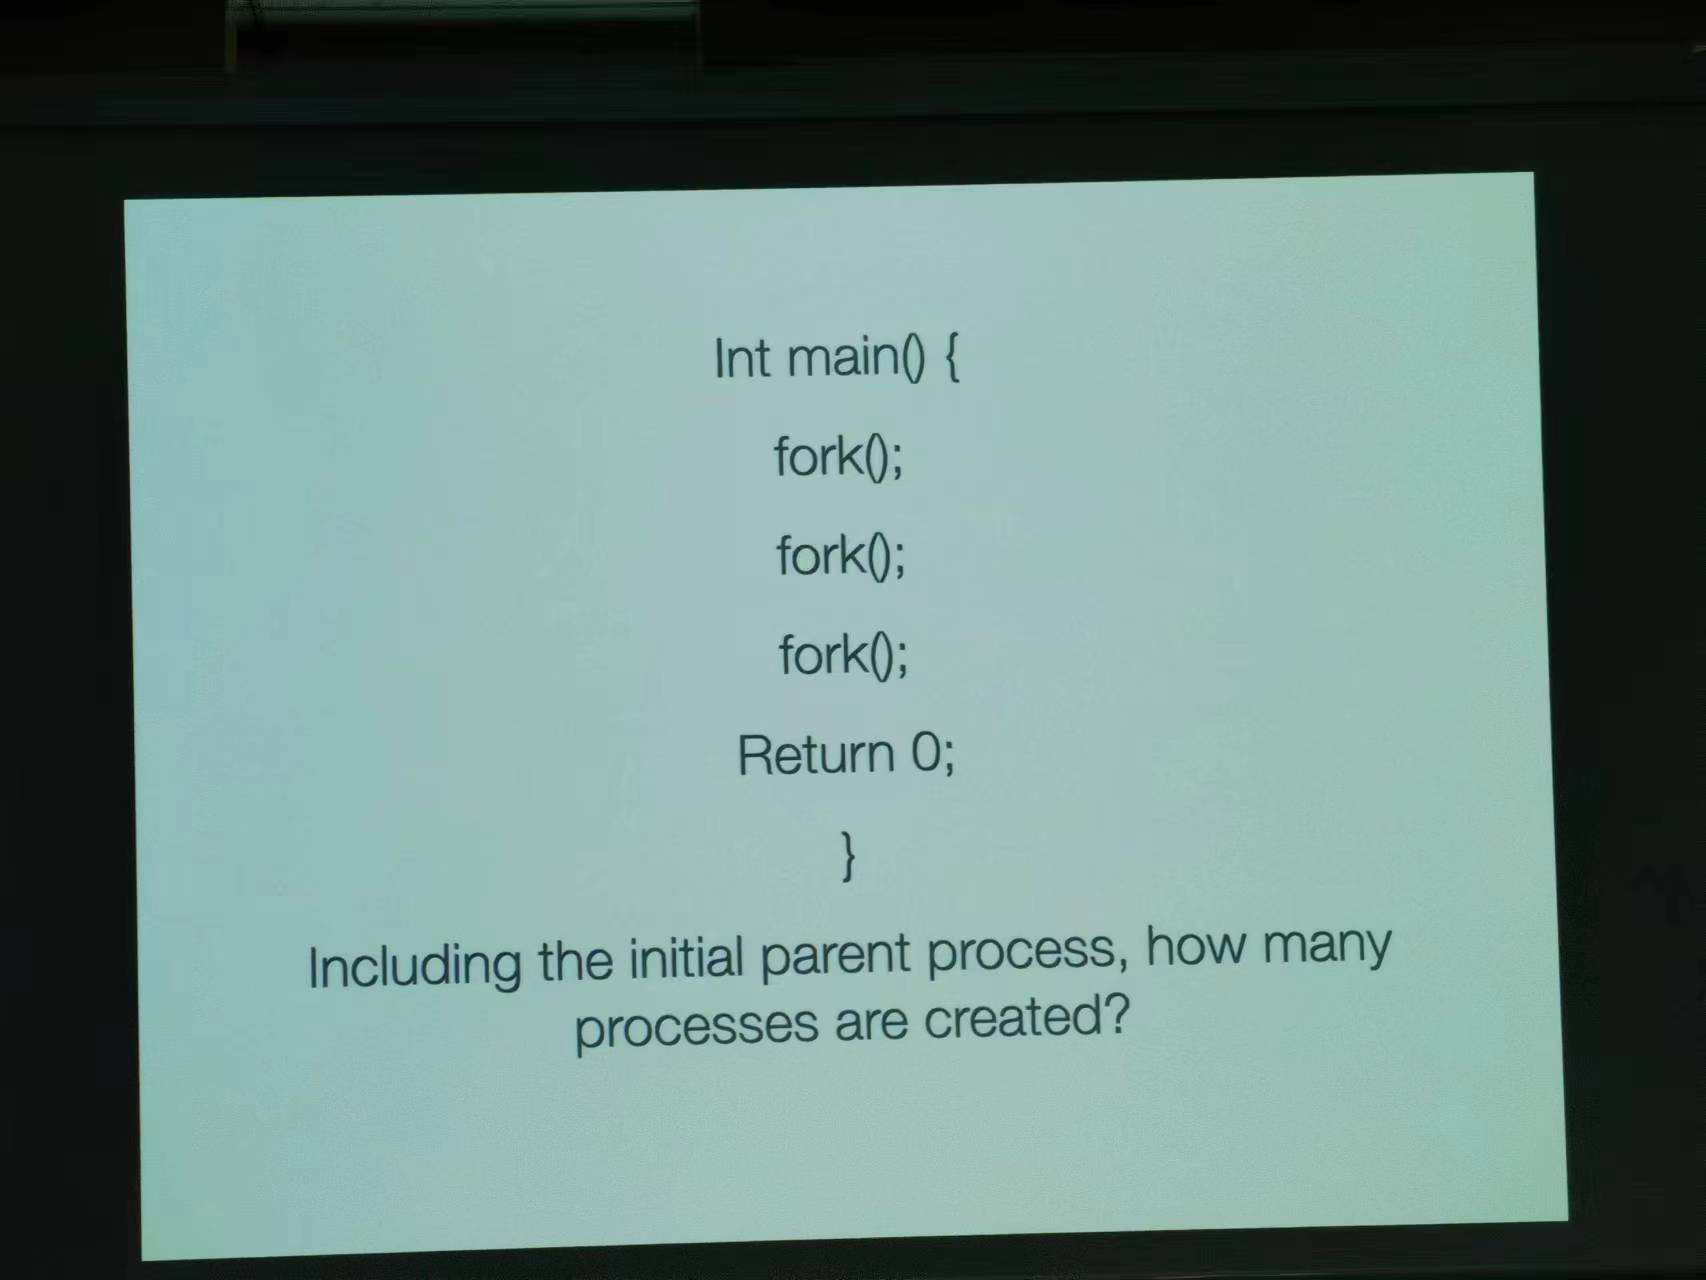 Int main() {
fork();
fork();
fork();
Return 0;
}
Including the initial parent process, how many
processes are created?